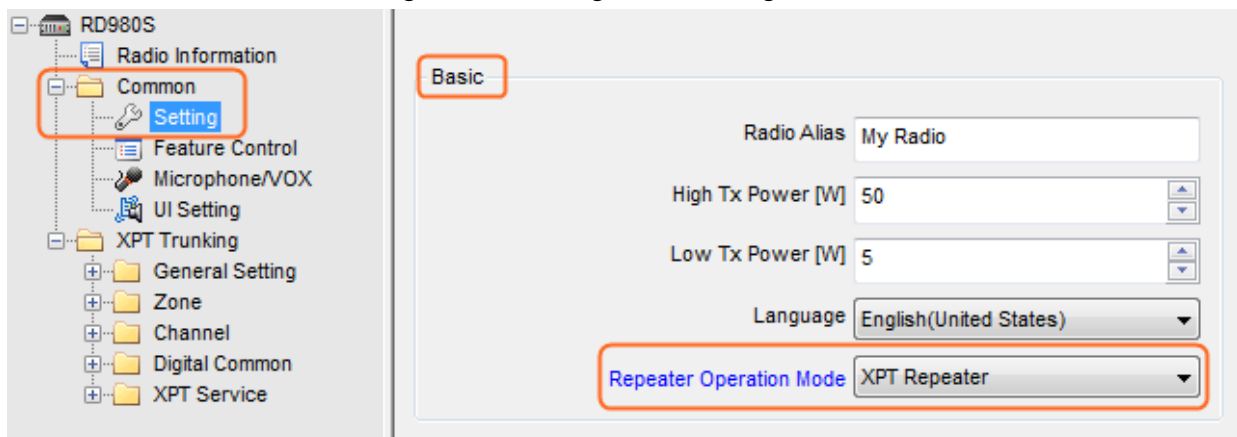 RD980S
Radio Information
Common
Setting
Feature Control
Microphone/VOX
UI Setting
XPT Trunking
General Setting
Zone
Channel
Digital Common
XPT Service
Basic
Radio Alias My Radio
High Tx Power [W] 50
Low Tx Power [W] 5
Language English(United States)
Repeater Operation Mode XPT Repeater